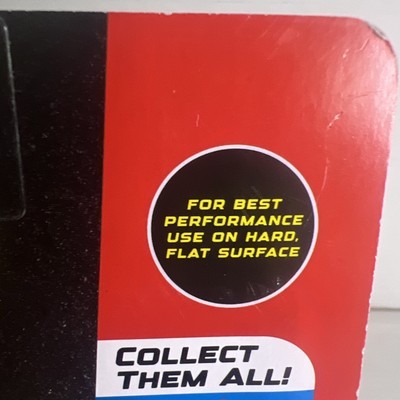 FOR BEST
PERFORMANCE
USE ON HARD,
FLAT SURFACE
COLLECT
THEM ALL!